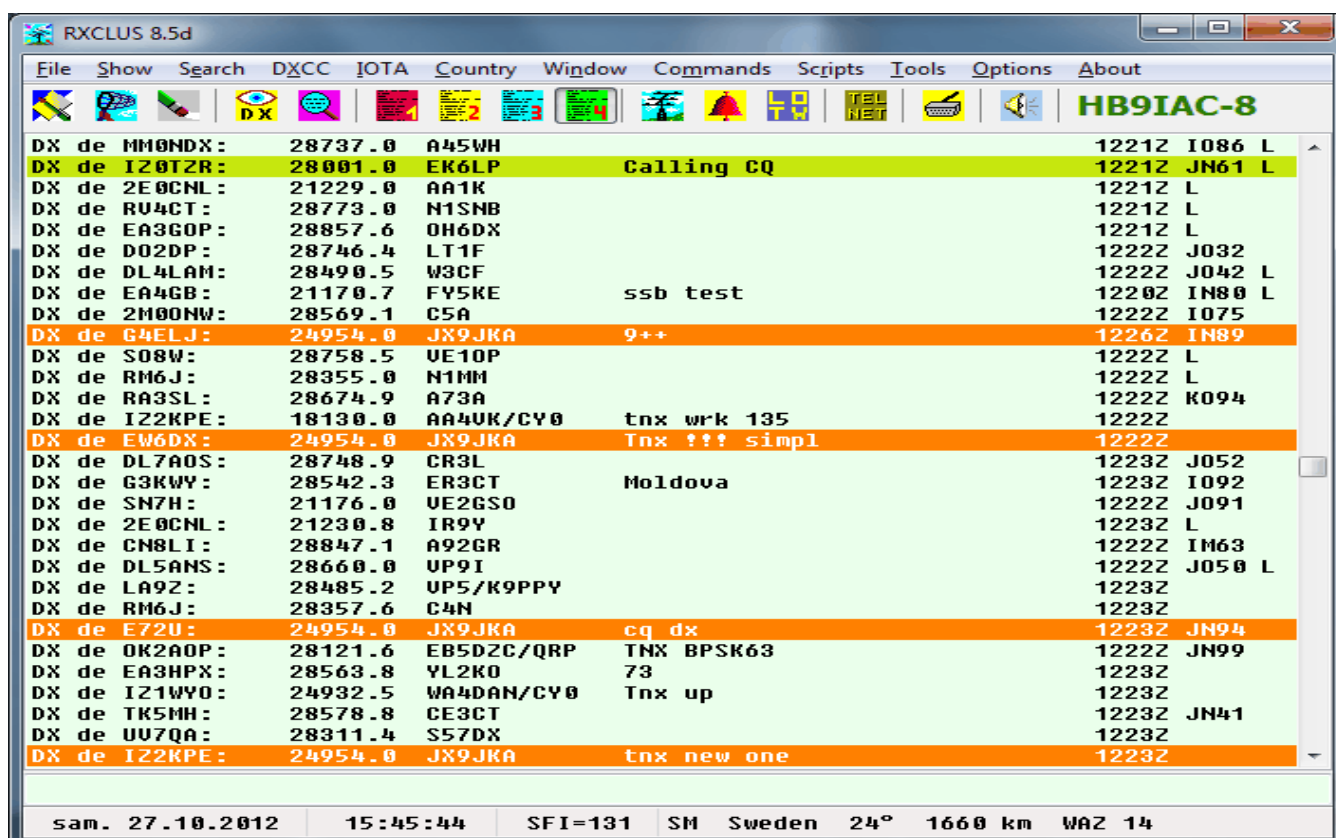 RXCLUS 8.5d
File Show Search DXCC IOTA Country Window Commands Scripts Tools Options About
DX 1 2 3 4 LOTW TELNET HB9IAC-8
DX de MM0NDX: 28737.0 A45WH 1221Z IO86 L
DX de IZ0TZR: 28001.0 EK6LP Calling CQ 1221Z JN61 L
DX de 2E0CNL: 21229.0 AA1K 1221Z L
DX de RV4CT: 28773.0 N1SNB 1221Z L
DX de EA3GOP: 28857.6 OH6DX 1221Z L
DX de DO2DP: 28746.4 LT1F 1222Z JO32
DX de DL4LAM: 28490.5 W3CF 1222Z JO42 L
DX de EA4GB: 21170.7 FY5KE ssb test 1220Z IN80 L
DX de 2M0ONW: 28569.1 C5A 1222Z IO75
DX de G4ELJ: 24954.0 JX9JKA 9++ 1226Z IN89
DX de SO8W: 28758.5 VE1OP 1222Z L
DX de RM6J: 28355.0 N1MM 1222Z L
DX de RA3SL: 28674.9 A73A 1222Z KO94
DX de IZ2KPE: 18130.0 AA4VK/CY0 tnx wrk 135 1222Z
DX de EW6DX: 24954.0 JX9JKA Tnx !!! simpl 1222Z
DX de DL7AOS: 28748.9 CR3L 1223Z JO52
DX de G3KWY: 28542.3 ER3CT Moldova 1223Z IO92
DX de SN7H: 21176.0 VE2GSO 1222Z JO91
DX de 2E0CNL: 21230.8 IR9Y 1223Z L
DX de CN8LI: 28847.1 A92GR 1222Z IM63
DX de DL5ANS: 28660.0 VP9I 1222Z JO50 L
DX de LA9Z: 28485.2 VP5/K9PPY 1223Z
DX de RM6J: 28357.6 C4N 1223Z
DX de E72U: 24954.0 JX9JKA cq dx 1223Z JN94
DX de OK2AOP: 28121.6 EB5DZC/QRP TNX BPSK63 1222Z JN99
DX de EA3HPX: 28563.8 YL2KO 73 1223Z
DX de IZ1WYO: 24932.5 WA4DAN/CY0 Tnx up 1223Z
DX de TK5MH: 28578.8 CE3CT 1223Z JN41
DX de UV7QA: 28311.4 S57DX 1223Z
DX de IZ2KPE: 24954.0 JX9JKA tnx new one 1223Z
sam. 27.10.2012 15:45:44 SFI=131 SM Sweden 24° 1660 km WAZ 14